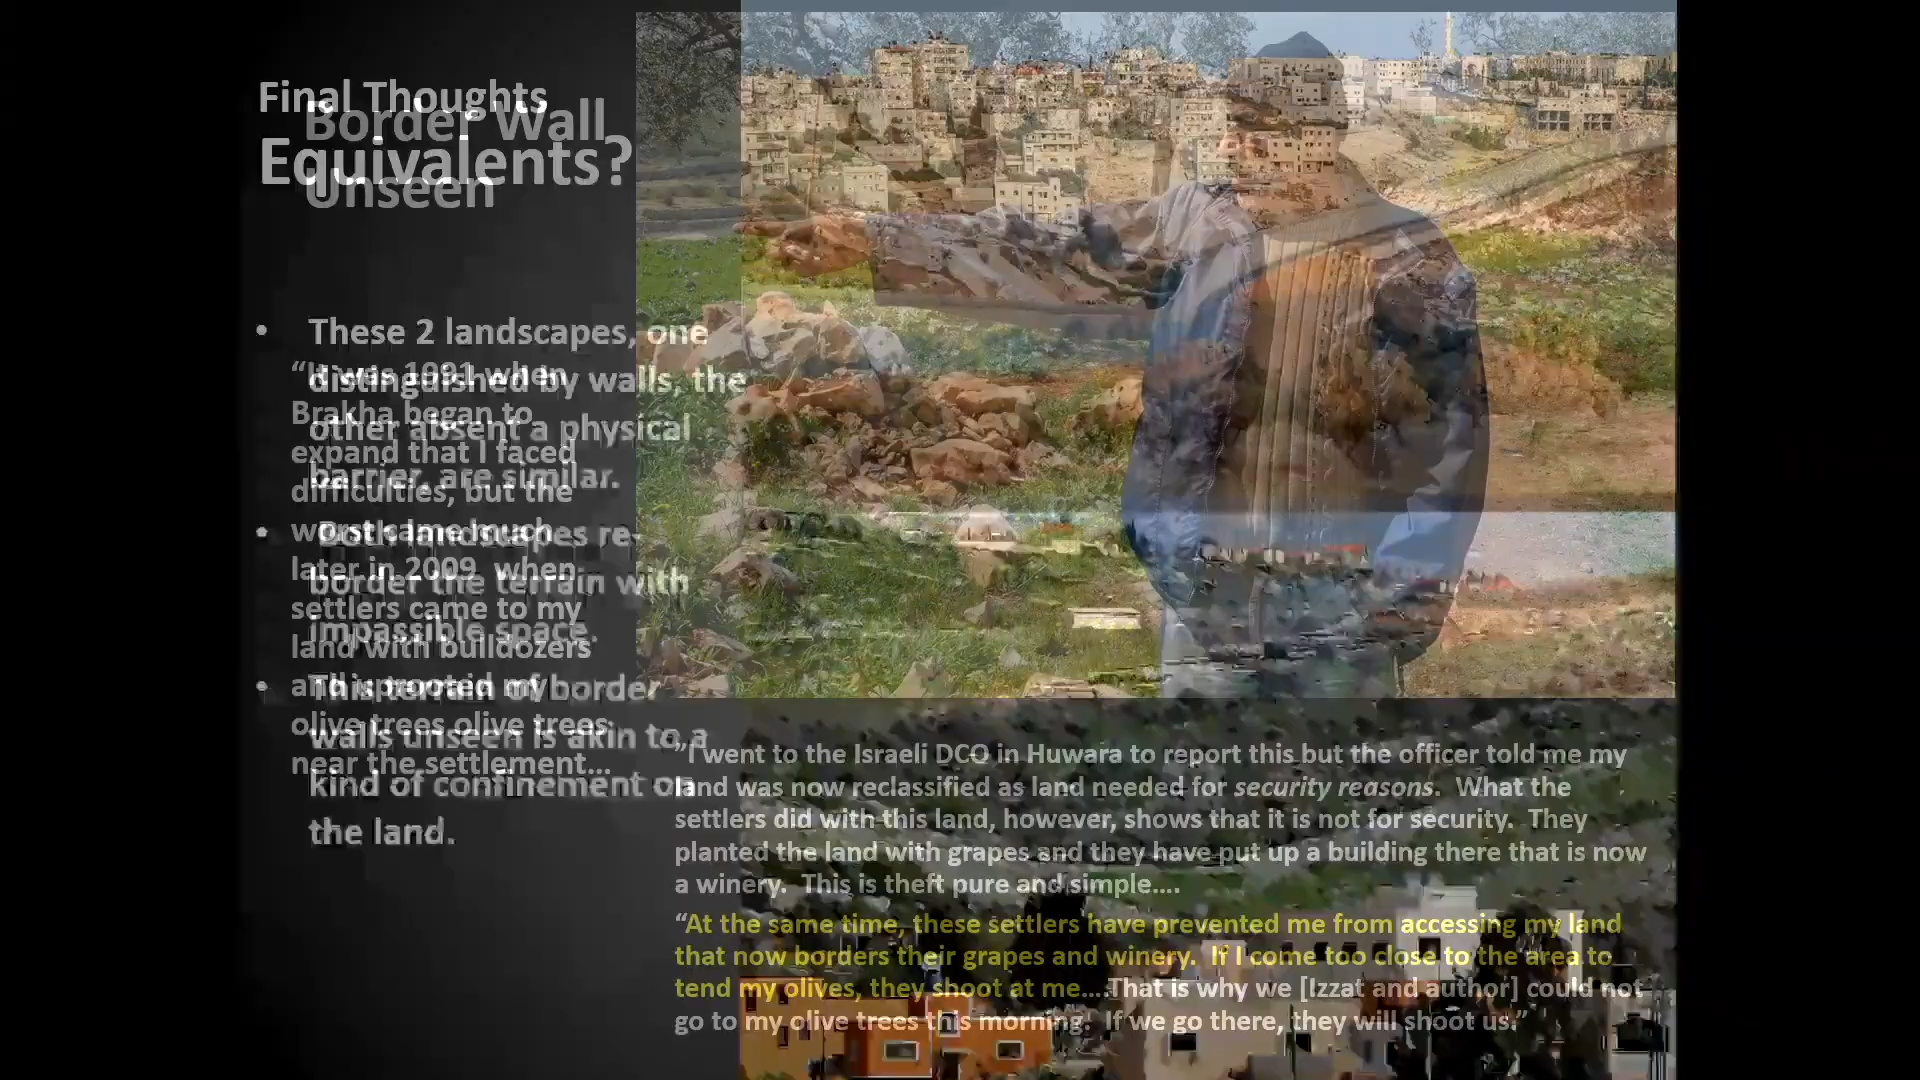 Final Thoughts
Equivalents?
Border Wall
Unseen
• These 2 landscapes, one
distinguished by walls, the
other absent a physical
barrier, are similar.
• Both landscapes re-
border the terrain with
impassible space.
• This terrain of border
walls unseen is akin to a
kind of confinement on
the land.
“It was 1991 when
Brakha began to
expand that I faced
difficulties, but the
worst came much
later in 2009, when
settlers came to my
land with bulldozers
and uprooted my
olive trees olive trees
near the settlement…
“I went to the Israeli DCO in Huwara to report this but the officer told me my
land was now reclassified as land needed for security reasons. What the
settlers did with this land, however, shows that it is not for security. They
planted the land with grapes and they have put up a building there that is now
a winery. This is theft pure and simple….
“At the same time, these settlers have prevented me from accessing my land
that now borders their grapes and winery. If I come too close to the area to
tend my olives, they shoot at me….That is why we [Izzat and author] could not
go to my olive trees this morning. If we go there, they will shoot us.”